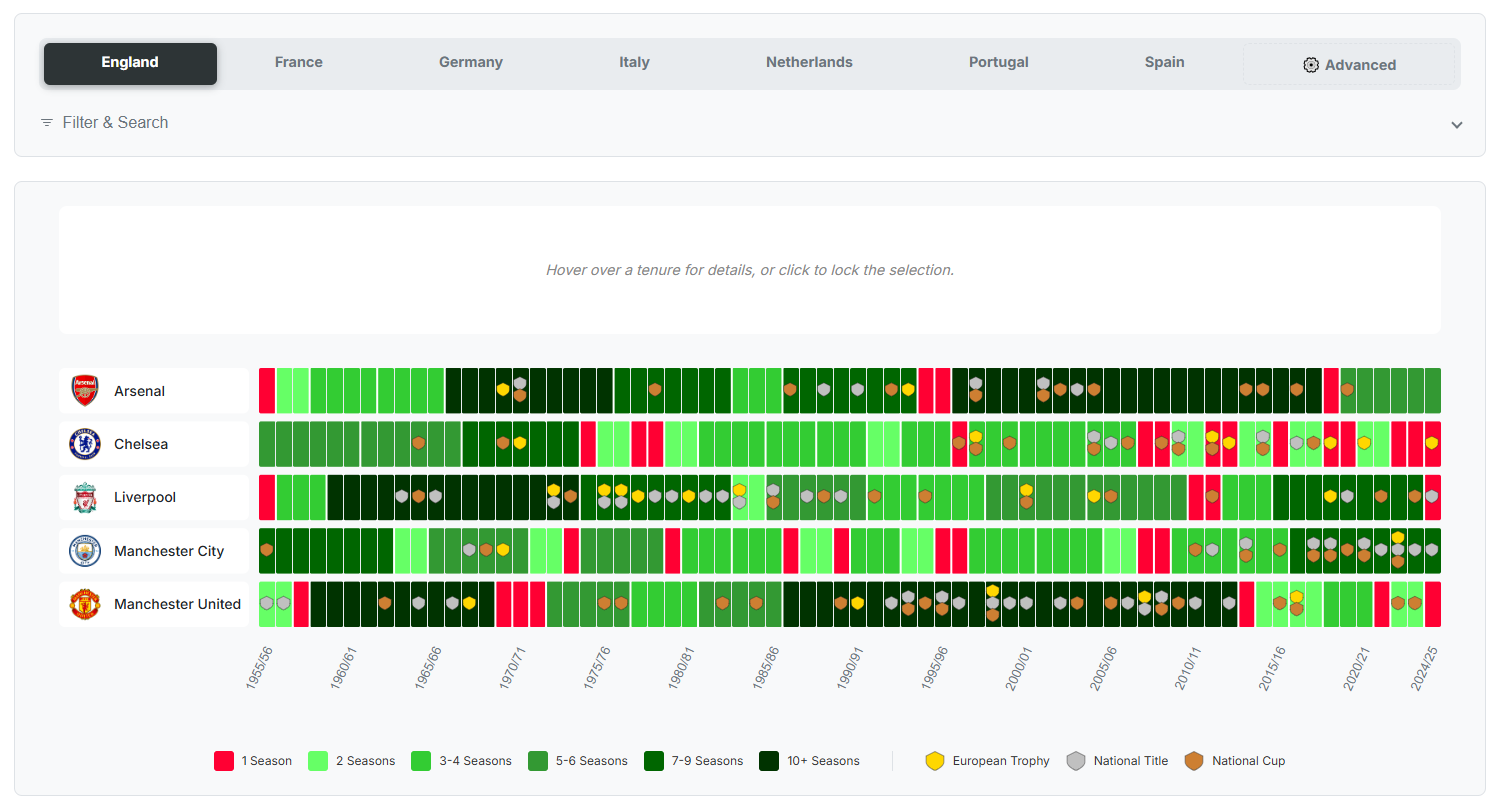 England France Germany Italy Netherlands Portugal Spain Advanced
Filter & Search
Hover over a tenure for details, or click to lock the selection.
Arsenal
Chelsea
Liverpool
Manchester City
Manchester United
1955/56 1960/61 1965/66 1970/71 1975/76 1980/81 1985/86 1990/91 1995/96 2000/01 2005/06 2010/11 2015/16 2020/21 2024/25
1 Season 2 Seasons 3-4 Seasons 5-6 Seasons 7-9 Seasons 10+ Seasons European Trophy National Title National Cup